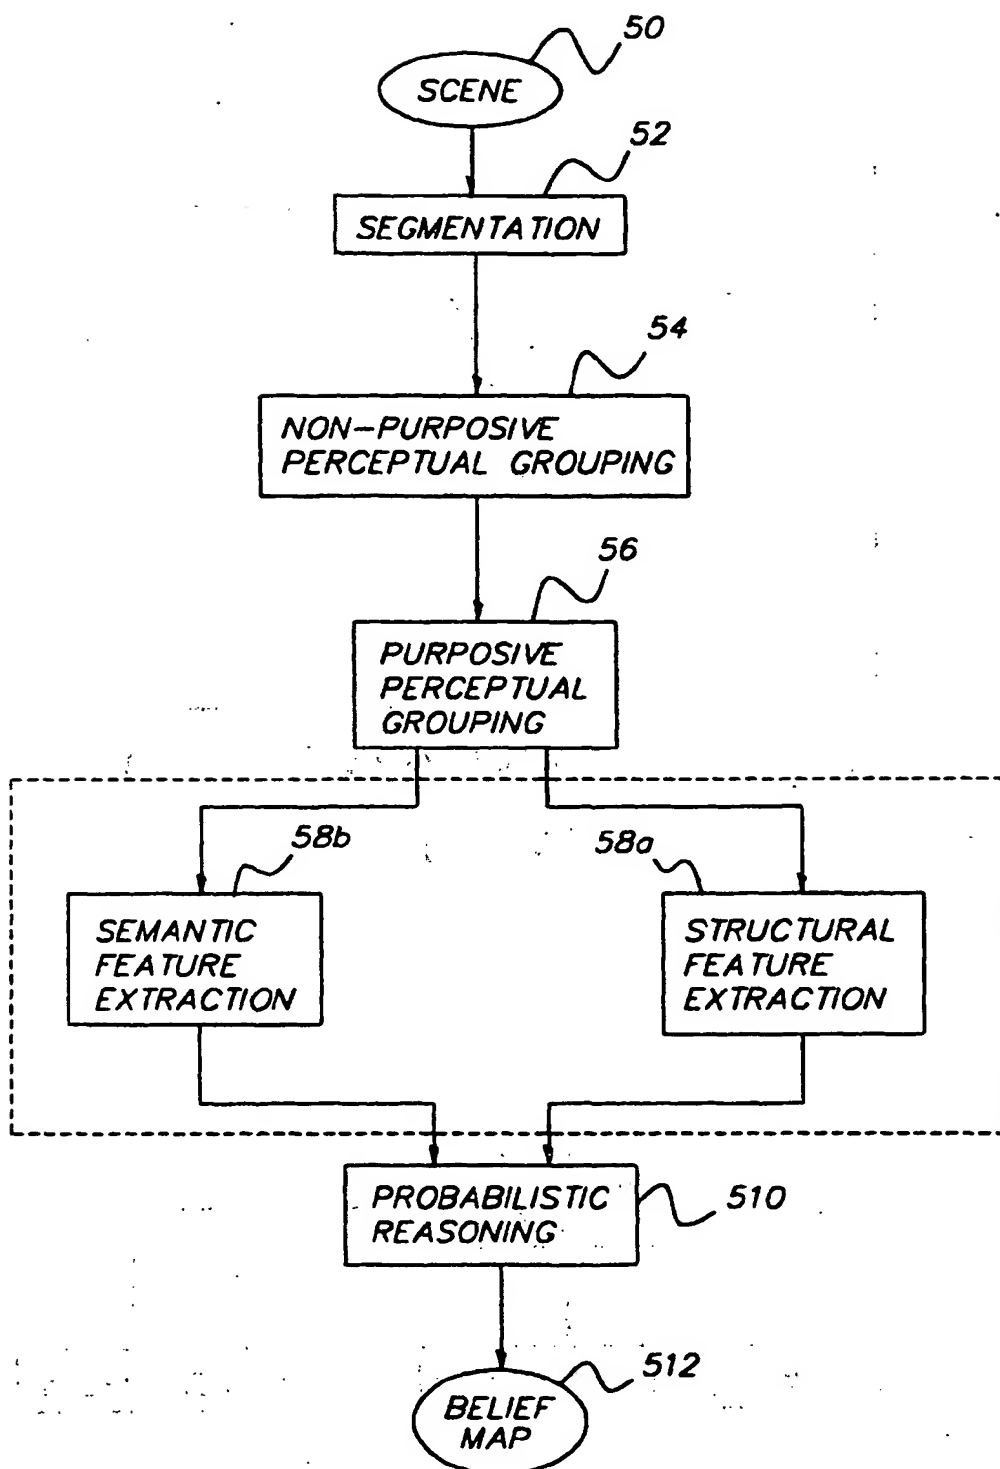 50
SCENE
52
SEGMENTATION
54
NON-PURPOSIVE
PERCEPTUAL GROUPING
56
PURPOSIVE
PERCEPTUAL
GROUPING
58b
58a
SEMANTIC
FEATURE
EXTRACTION
STRUCTURAL
FEATURE
EXTRACTION
PROBABILISTIC
REASONING
510
512
BELIEF
MAP